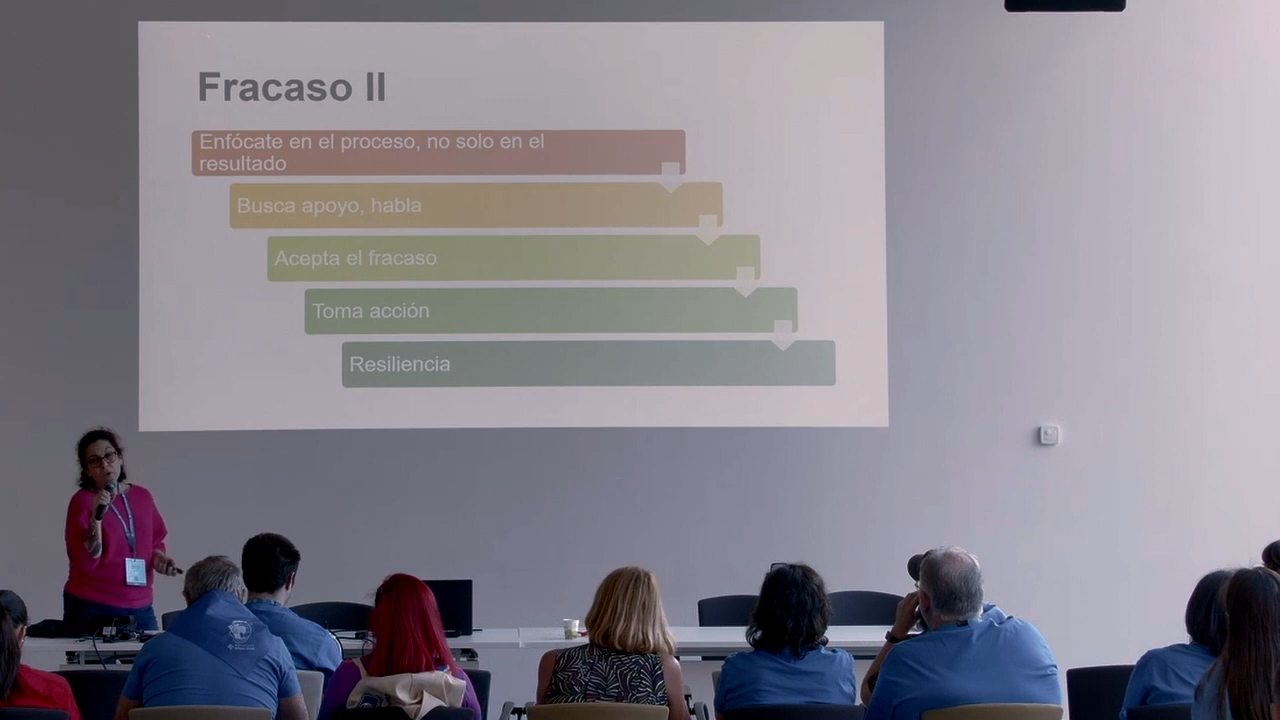 Fracaso II
Enfócate en el proceso, no solo en el
resultado
Busca apoyo, habla
Acepta el fracaso
Toma acción
Resiliencia